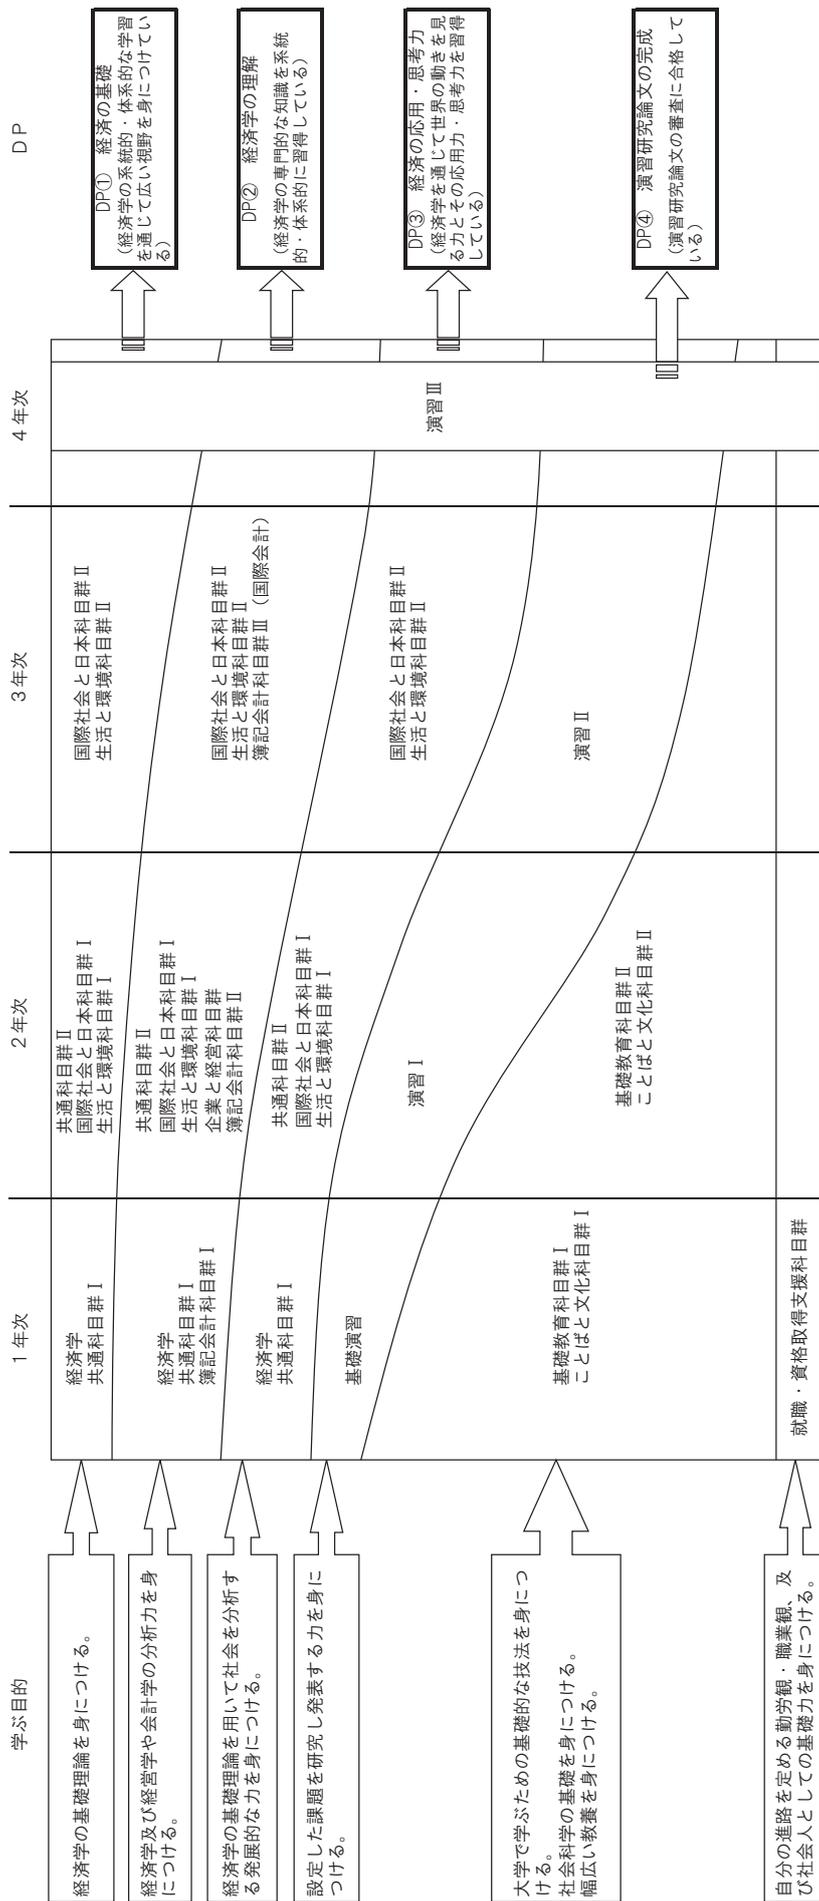 学ぶ目的
1年次
2年次
3年次
4年次
DP
経済学の基礎理論を身につける。
経済学及び経営学や会計学の分析力を身
につける。
経済学の基礎理論を用いて社会を分析す
る発展的な力を身につける。
設定した課題を研究し発表する力を身に
つける。
大学で学ぶための基礎的な技法を身につ
ける。
社会科学の基礎を身につける。
幅広い教養を身につける。
自分の進路を定める勤労観・職業観、及
び社会人としての基礎力を身につける。
経済学
共通科目群Ⅰ
経済学
共通科目群Ⅰ
簿記会計科目群Ⅰ
経済学
共通科目群Ⅰ
基礎演習
基礎教育科目群Ⅰ
ことばと文化科目群Ⅰ
就職・資格取得支援科目群
共通科目群Ⅱ
国際社会と日本科目群Ⅰ
生活と環境科目群Ⅰ
共通科目群Ⅱ
国際社会と日本科目群Ⅰ
生活と環境科目群Ⅰ
企業と経営科目群
簿記会計科目群Ⅱ
共通科目群Ⅱ
国際社会と日本科目群Ⅰ
生活と環境科目群Ⅰ
演習Ⅰ
基礎教育科目群Ⅱ
ことばと文化科目群Ⅱ
国際社会と日本科目群Ⅱ
生活と環境科目群Ⅱ
国際社会と日本科目群Ⅱ
生活と環境科目群Ⅱ
簿記会計科目群Ⅲ（国際会計）
国際社会と日本科目群Ⅱ
生活と環境科目群Ⅱ
演習Ⅱ
演習Ⅲ
DP① 経済の基礎
（経済学の系統的・体系的な学習
を通じて広い視野を身につけてい
る）
DP② 経済学の理解
（経済学の専門的な知識を系統
的・体系的に習得している）
DP③ 経済の応用・思考力
（経済学を通じて世界の動きを見
る力とその応用力・思考力を習得
している）
DP④ 演習研究論文の完成
（演習研究論文の審査に合格して
いる）